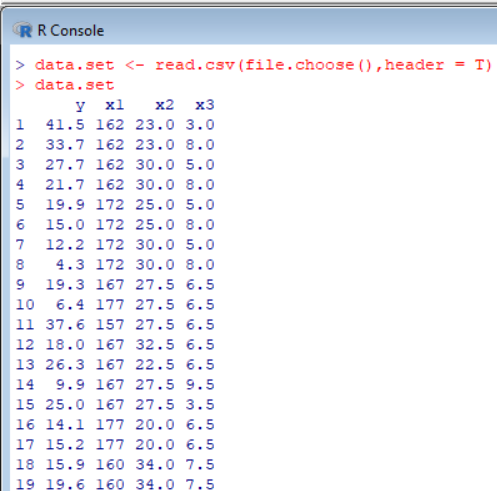 R Console
> data.set <- read.csv(file.choose(),header = T)
> data.set
y x1 x2 x3
1 41.5 162 23.0 3.0
2 33.7 162 23.0 8.0
3 27.7 162 30.0 5.0
4 21.7 162 30.0 8.0
5 19.9 172 25.0 5.0
6 15.0 172 25.0 8.0
7 12.2 172 30.0 5.0
8 4.3 172 30.0 8.0
9 19.3 167 27.5 6.5
10 6.4 177 27.5 6.5
11 37.6 157 27.5 6.5
12 18.0 167 32.5 6.5
13 26.3 167 22.5 6.5
14 9.9 167 27.5 9.5
15 25.0 167 27.5 3.5
16 14.1 177 20.0 6.5
17 15.2 177 20.0 6.5
18 15.9 160 34.0 7.5
19 19.6 160 34.0 7.5